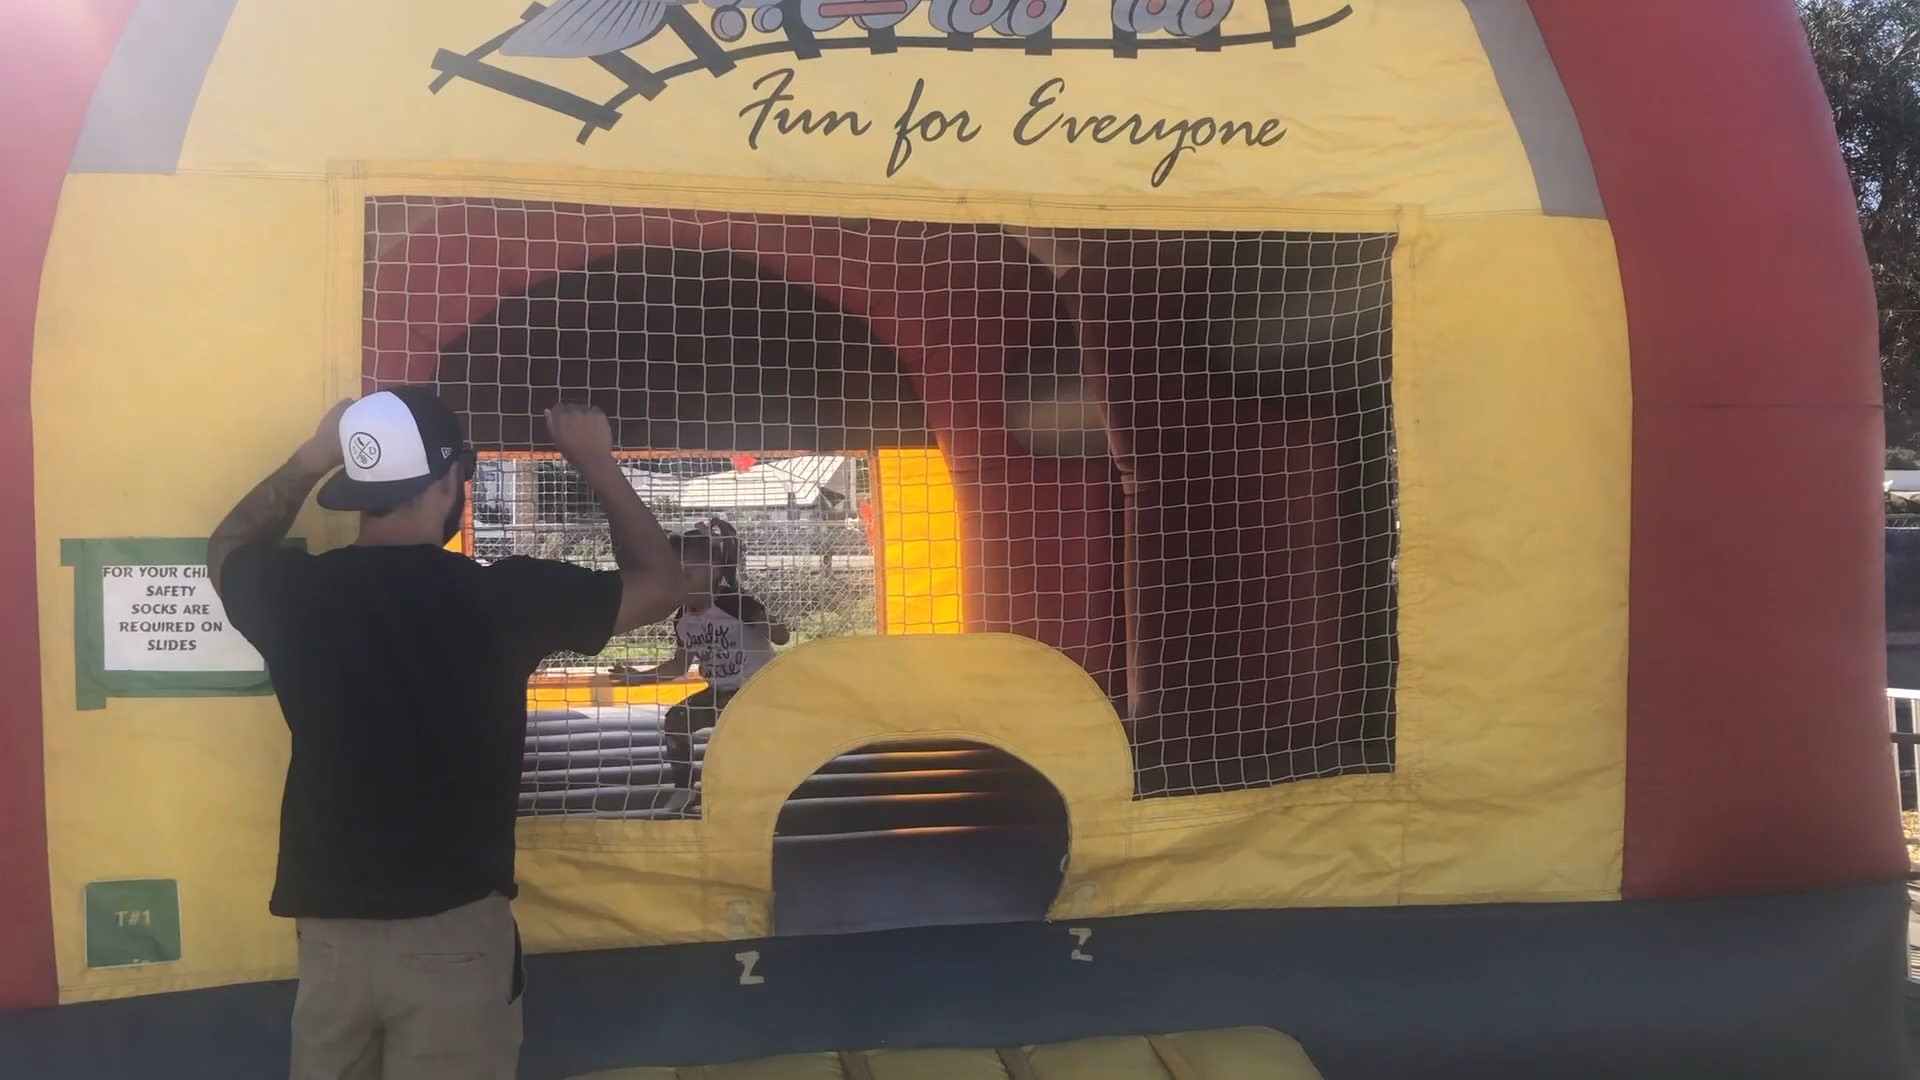 Fun for Everyone
FOR YOUR CHI
SAFETY
SOCKS ARE
REQUIRED ON
SLIDES
T#1
S D
Z
Z